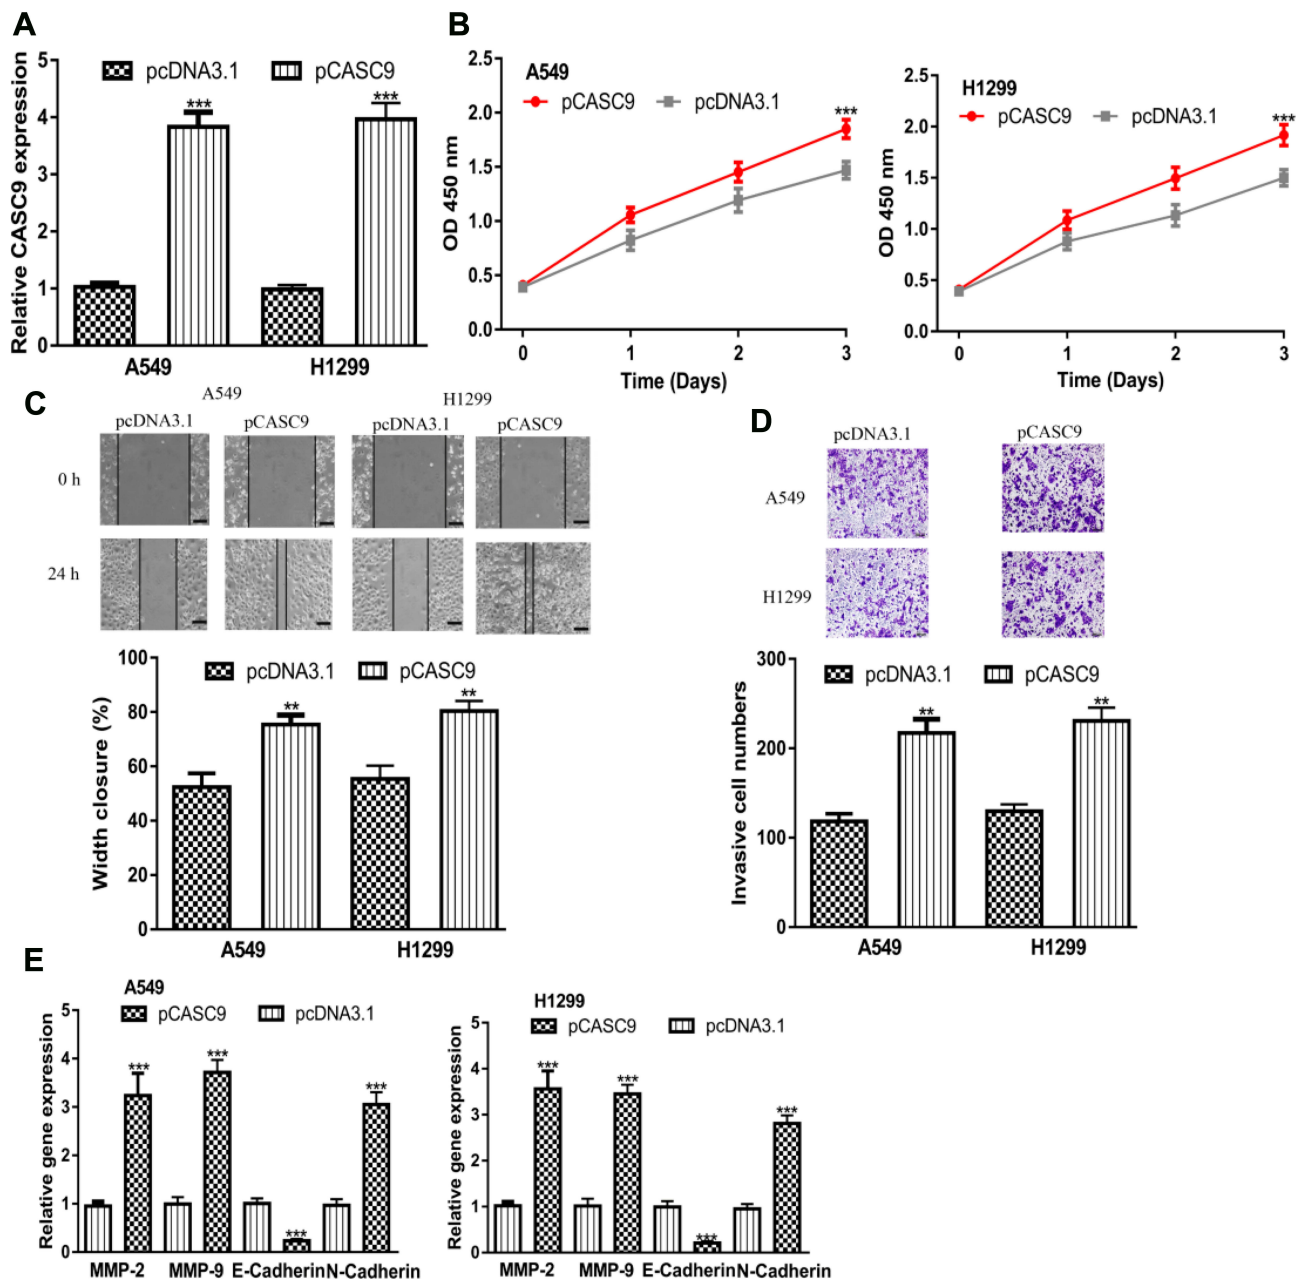 A
Relative CASC9 expression
5
4
3
2
1
0
pcDNA3.1
pCASC9
***
***
A549
H1299
B
OD 450 nm
2.5
2.0
1.5
1.0
0.5
0.0
A549
pCASC9
pcDNA3.1
***
0
1
2
3
Time (Days)
OD 450 nm
2.5
2.0
1.5
1.0
0.5
0.0
H1299
pCASC9
pcDNA3.1
***
0
1
2
3
Time (Days)
C
A549
H1299
pcDNA3.1
pCASC9
pcDNA3.1
pCASC9
0 h
24 h
Width closure (%)
100
80
60
40
20
0
pcDNA3.1
pCASC9
**
**
A549
H1299
D
pcDNA3.1
pCASC9
A549
H1299
Invasive cell numbers
300
200
100
0
pcDNA3.1
pCASC9
**
**
A549
H1299
E
A549
pCASC9
pcDNA3.1
Relative gene expression
5
4
3
2
1
0
***
***
***
***
MMP-2
MMP-9
E-Cadherin
N-Cadherin
H1299
pCASC9
pcDNA3.1
Relative gene expression
5
4
3
2
1
0
***
***
***
***
MMP-2
MMP-9
E-Cadherin
N-Cadherin